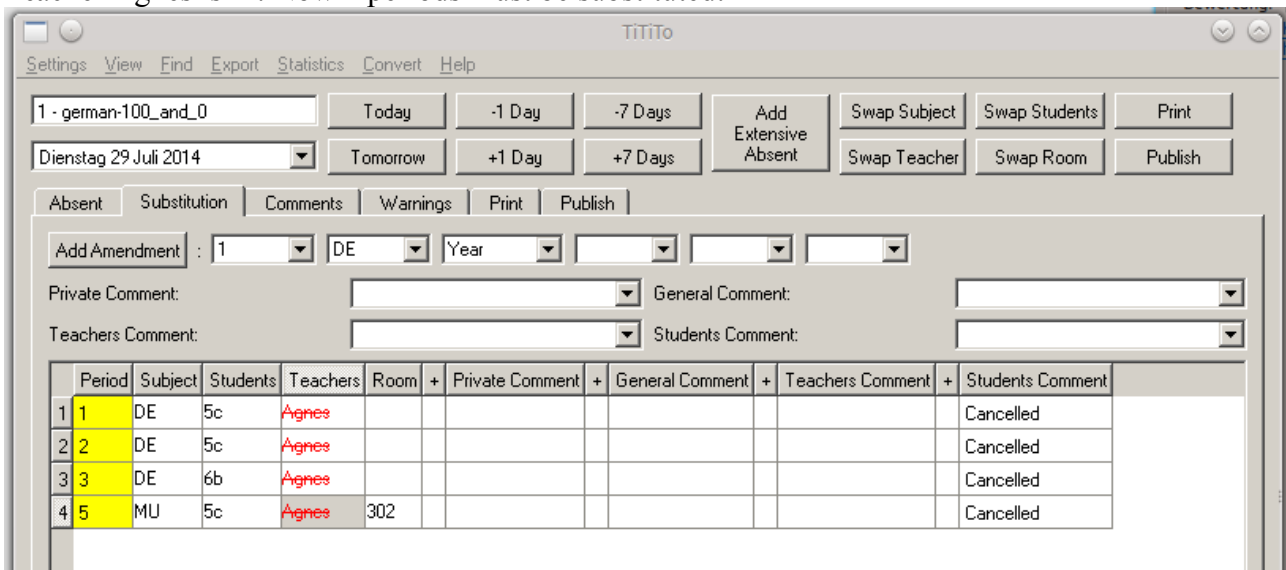 TiTiTo
Settings View Find Export Statistics Convert Help
1 - german-100_and_0 Today -1 Day -7 Days Add Extensive Absent Swap Subject Swap Students Print
Dienstag 29 Juli 2014 Tomorrow +1 Day +7 Days Swap Teacher Swap Room Publish
Absent Substitution Comments Warnings Print Publish
Add Amendment : 1 DE Year
Private Comment: General Comment:
Teachers Comment: Students Comment:
Period Subject Students Teachers Room + Private Comment + General Comment + Teachers Comment + Students Comment
1 1 DE 5c Agnes Cancelled
2 2 DE 5c Agnes Cancelled
3 3 DE 6b Agnes Cancelled
4 5 MU 5c Agnes 302 Cancelled